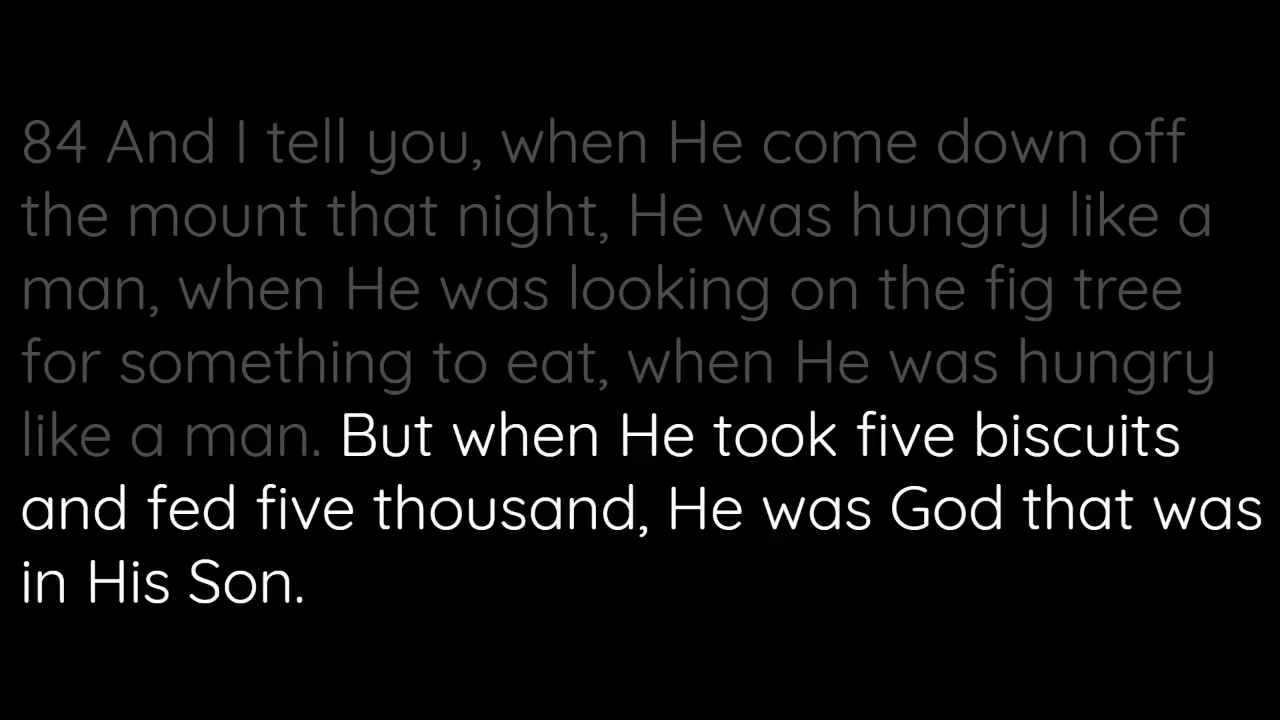 84 And I tell you, when He come down off
the mount that night, He was hungry like a
man, when He was looking on the fig tree
for something to eat, when He was hungry
like a man. But when He took five biscuits
and fed five thousand, He was God that was
in His Son.